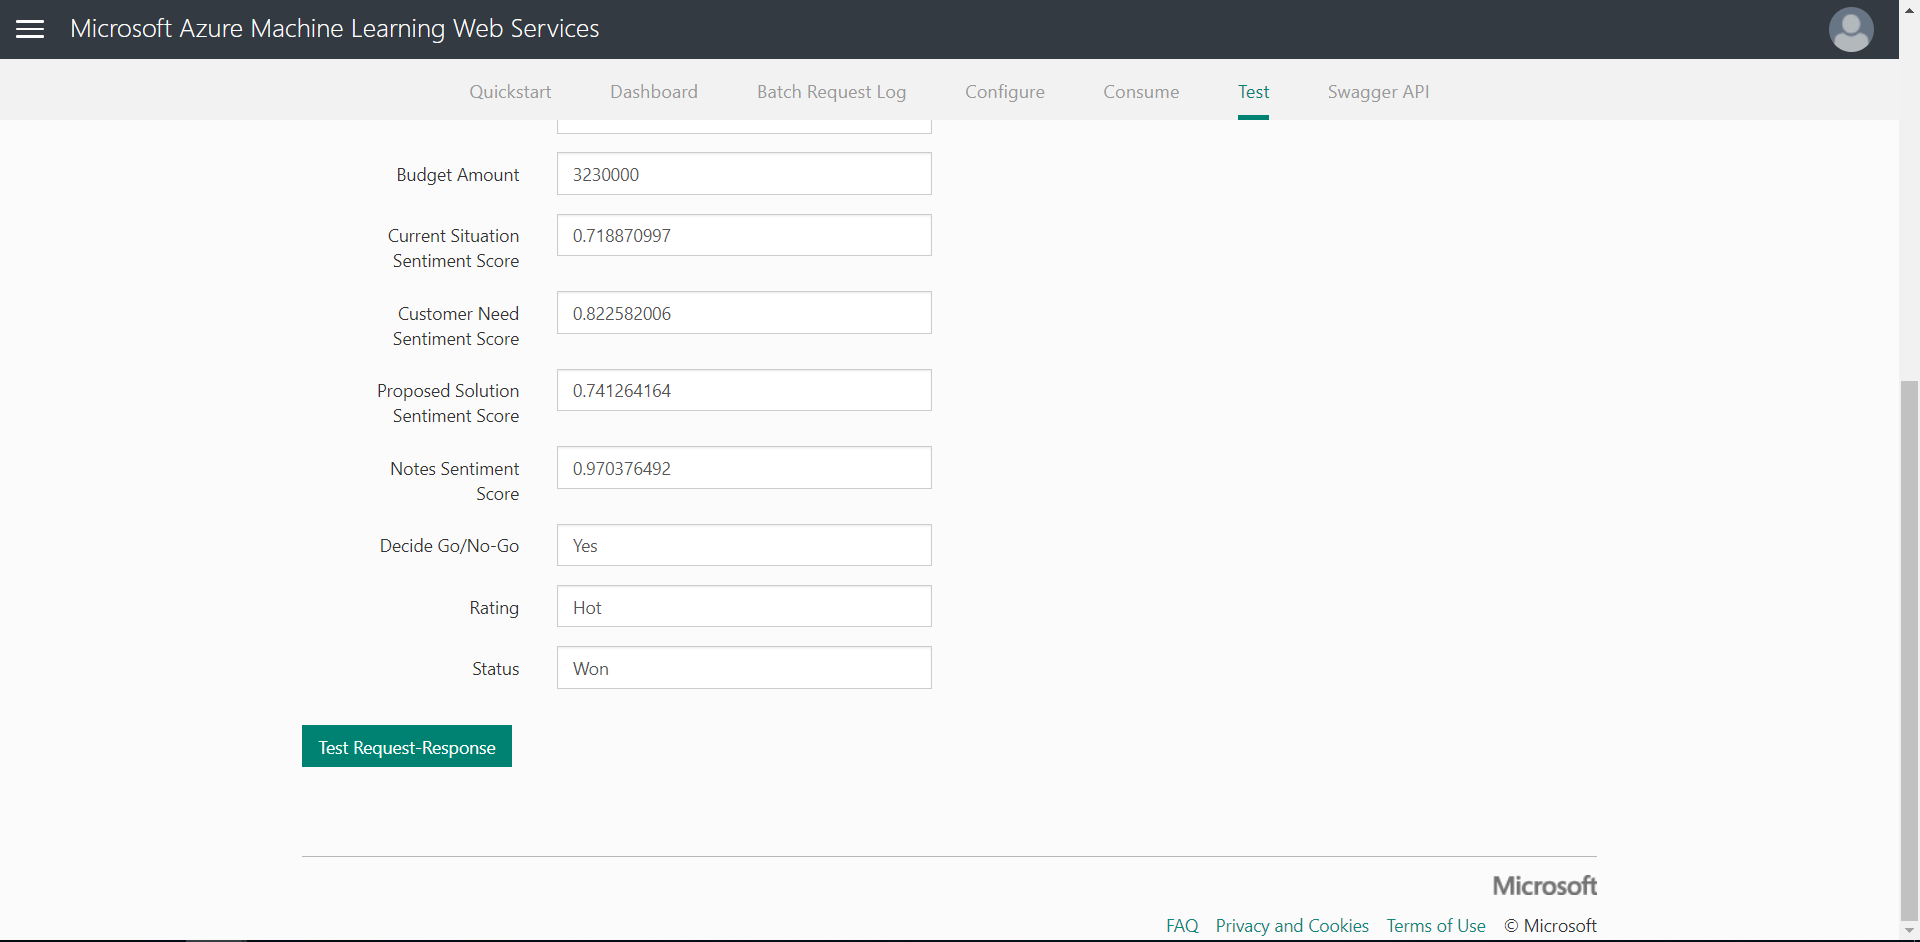 Microsoft Azure Machine Learning Web Services
Quickstart Dashboard Batch Request Log Configure Consume Test Swagger API
Budget Amount 3230000
Current Situation 0.718870997
Sentiment Score
Customer Need 0.822582006
Sentiment Score
Proposed Solution 0.741264164
Sentiment Score
Notes Sentiment 0.970376492
Score
Decide Go/No-Go Yes
Rating Hot
Status Won
Test Request-Response
Microsoft
FAQ Privacy and Cookies Terms of Use © Microsoft